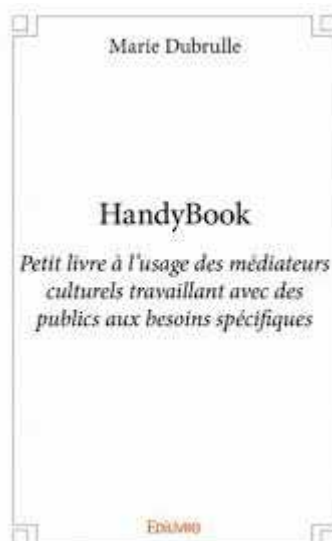 Marie Dubrulle
HandyBook
Petit livre à l'usage des médiateurs
culturels travaillant avec des
publics aux besoins spécifiques
Edilivre